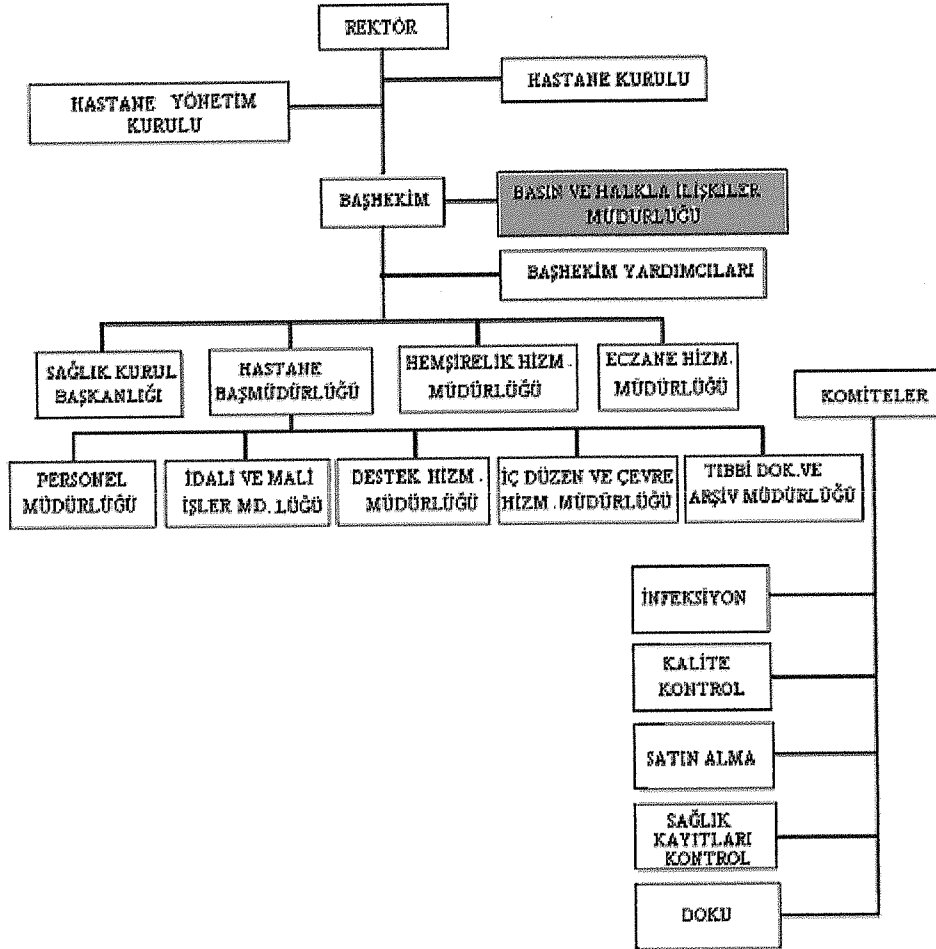 REKTÖR
HASTANE KURULU
HASTANE YÖNETİM
KURULU
BAŞHEKİM
BASIN VE HALKLA İLİŞKİLER
MÜDÜRLÜĞÜ
BAŞHEKİM YARDIMCILARI
SAĞLIK KURUL
BAŞKANLIĞI
HASTANE
BAŞMÜDÜRLÜĞÜ
HEMŞİRELİK HİZM.
MÜDÜRLÜĞÜ
ECZANE HİZM.
MÜDÜRLÜĞÜ
KOMİTELER
PERSONEL
MÜDÜRLÜĞÜ
İDALİ VE MALİ
İŞLER MD. LÜĞÜ
DESTEK HİZM.
MÜDÜRLÜĞÜ
İÇ DÜZEN VE ÇEVRE
HİZM. MÜDÜRLÜĞÜ
TIBBİ DOK. VE
ARŞİV MÜDÜRLÜĞÜ
İNFEKSİYON
KALİTE
KONTROL
SATIN ALMA
SAĞLIK
KAYITLARI
KONTROL
DOKU